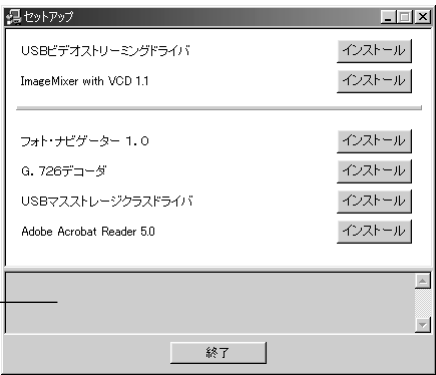 セットアップ
USBビデオストリーミングドライバ インストール
ImageMixer with VCD 1.1 インストール
フォト・ナビゲーター 1.0 インストール
G.726デコーダ インストール
USBマスストレージクラスドライバ インストール
Adobe Acrobat Reader 5.0 インストール
終了